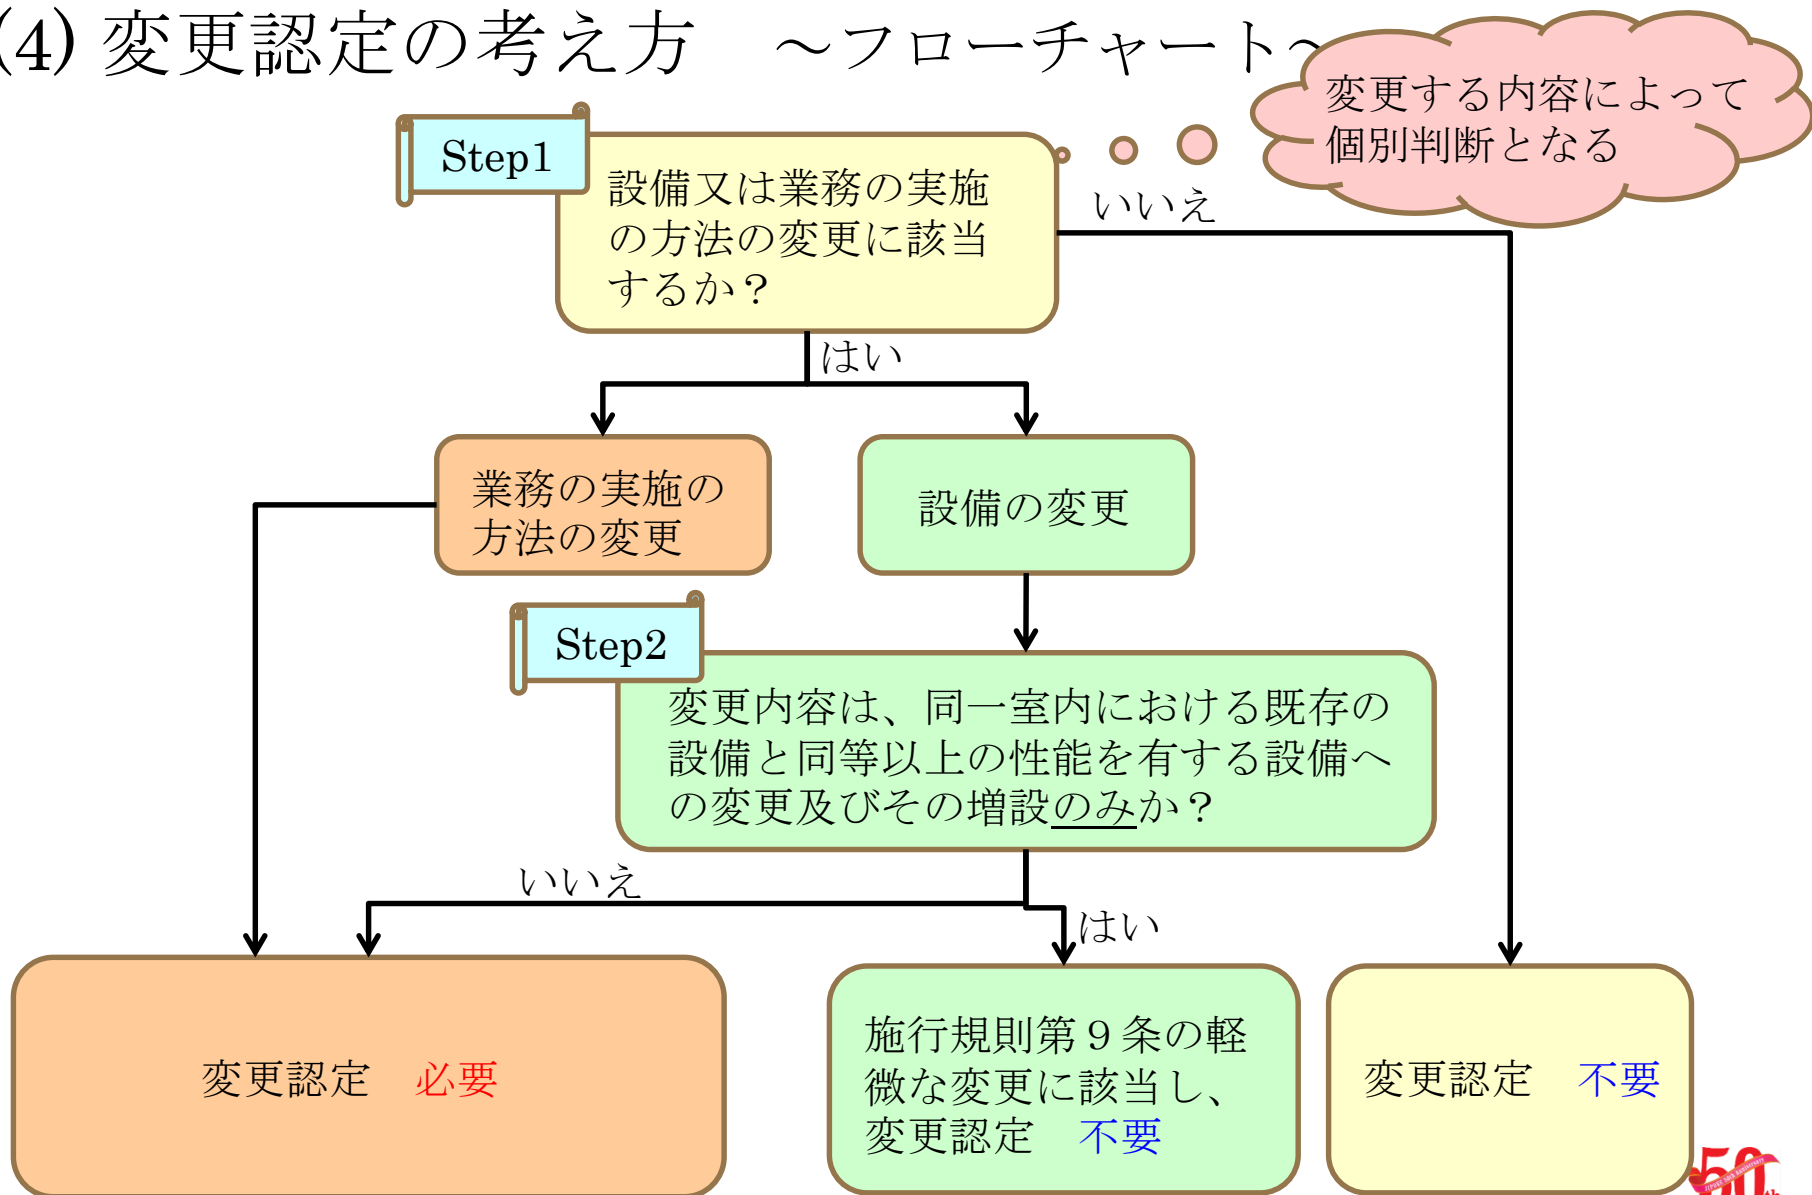 (4) 変更認定の考え方　～フローチャート～
変更する内容によって
個別判断となる
Step1
設備又は業務の実施
の方法の変更に該当
するか？
いいえ
はい
業務の実施の
方法の変更
設備の変更
Step2
変更内容は、同一室内における既存の
設備と同等以上の性能を有する設備へ
の変更及びその増設のみか？
いいえ
はい
変更認定　必要
施行規則第９条の軽
微な変更に該当し、
変更認定　不要
変更認定　不要
50